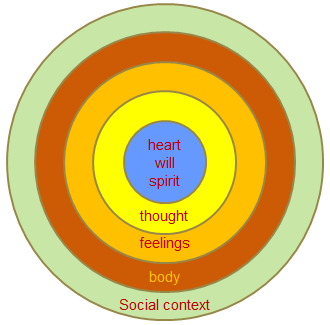 heart
will
spirit
thought
feelings
body
Social context